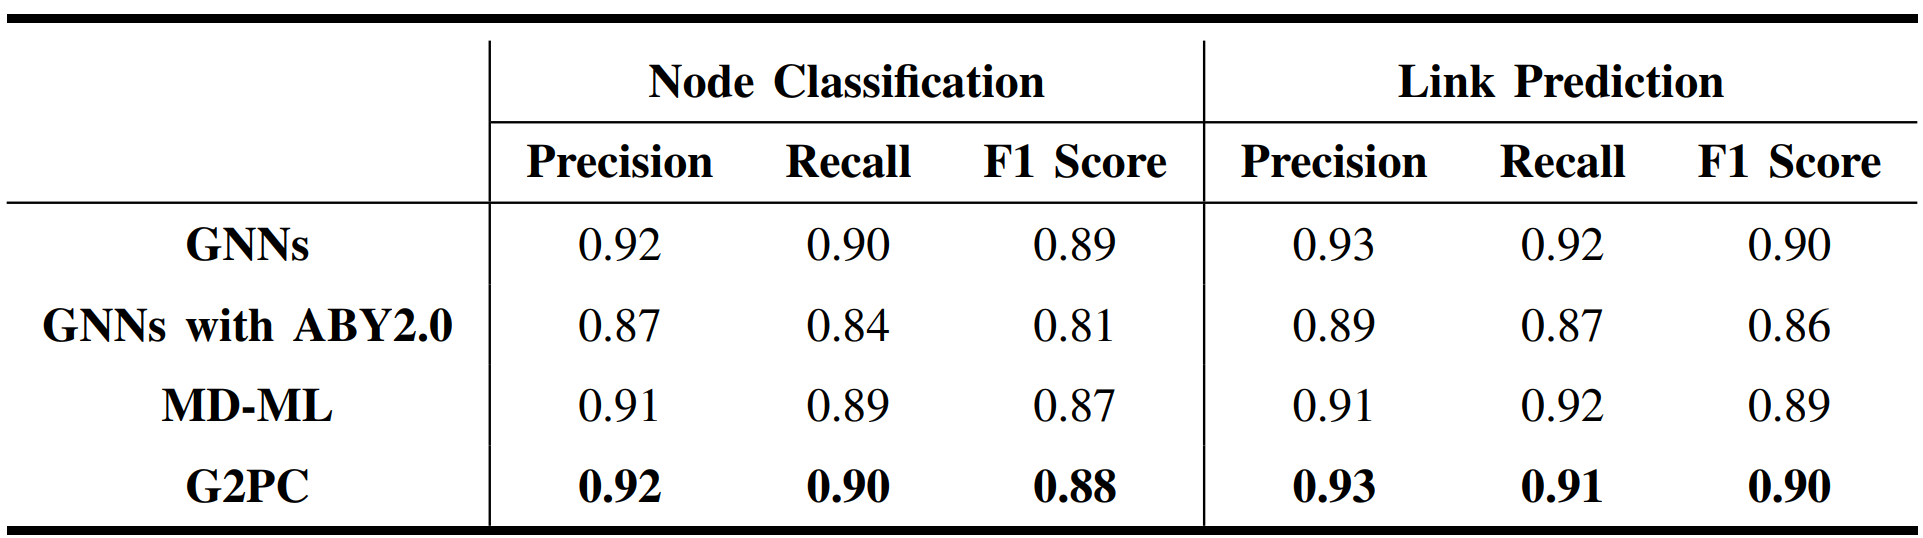 Node Classification Link Prediction
Precision Recall F1 Score Precision Recall F1 Score
GNNs 0.92 0.90 0.89 0.93 0.92 0.90
GNNs with ABY2.0 0.87 0.84 0.81 0.89 0.87 0.86
MD-ML 0.91 0.89 0.87 0.91 0.92 0.89
G2PC 0.92 0.90 0.88 0.93 0.91 0.90